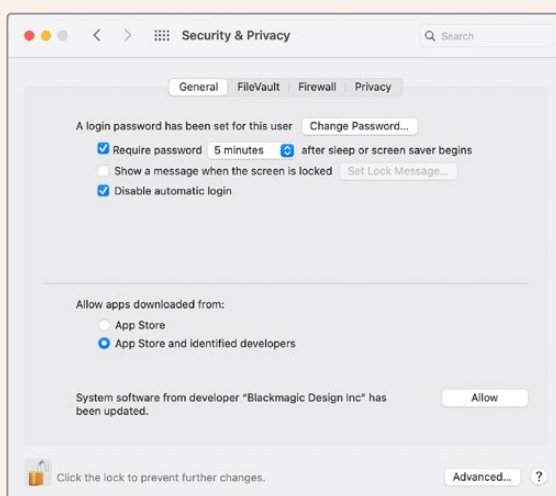 Security & Privacy
Search
General FileVault Firewall Privacy
A login password has been set for this user Change Password...
Require password 5 minutes after sleep or screen saver begins
Show a message when the screen is locked Set Lock Message...
Disable automatic login
Allow apps downloaded from:
App Store
App Store and identified developers
System software from developer “Blackmagic Design Inc” has Allow
been updated.
Click the lock to prevent further changes. Advanced... ?